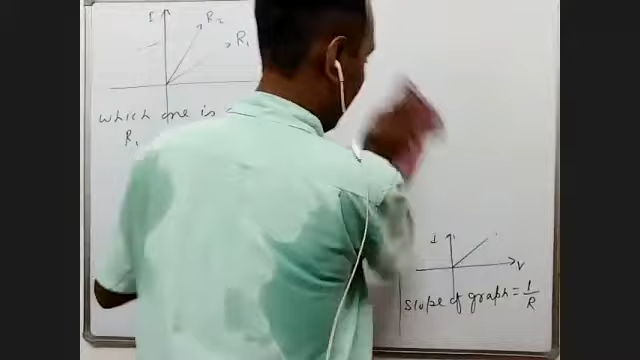 I
R2
R1
which one is
R1
I
V
Slope of graph = 1/R